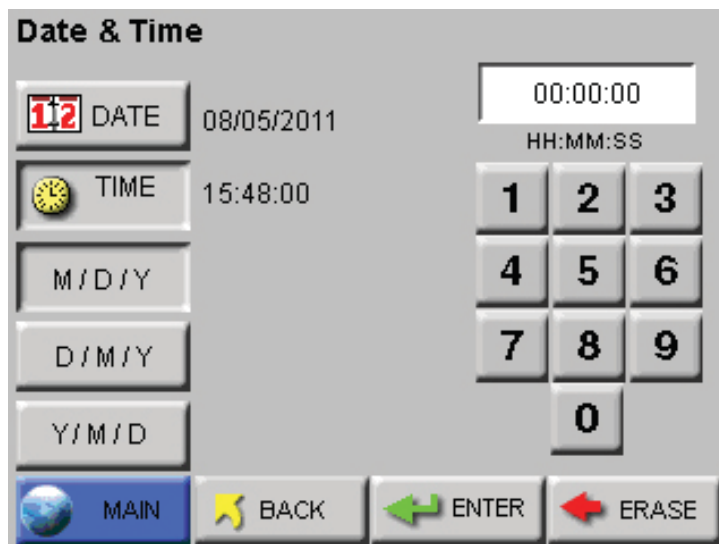 Date & Time
12 DATE
08/05/2011
00:00:00
HH:MM:SS
TIME
15:48:00
1 2 3
M/D/Y
4 5 6
D/M/Y
7 8 9
Y/M/D
0
MAIN
BACK
ENTER
ERASE